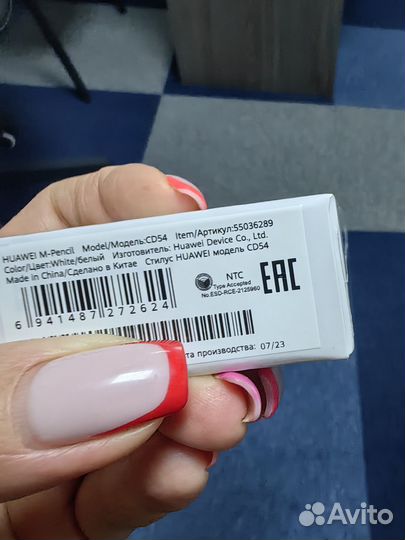 HUAWEI M-Pencil Model/Модель:CD54 Item/Артикул:55036289
Color/Цвет:White/белый Изготовитель: Huawei Device Co., Ltd.
Made in China/Сделано в Китае Стилус HUAWEI модель CD54
NTC
Type Accepted
No.:ESD-RCE-2125960
EAC
6 941487 272624
производства: 07/23
Avito